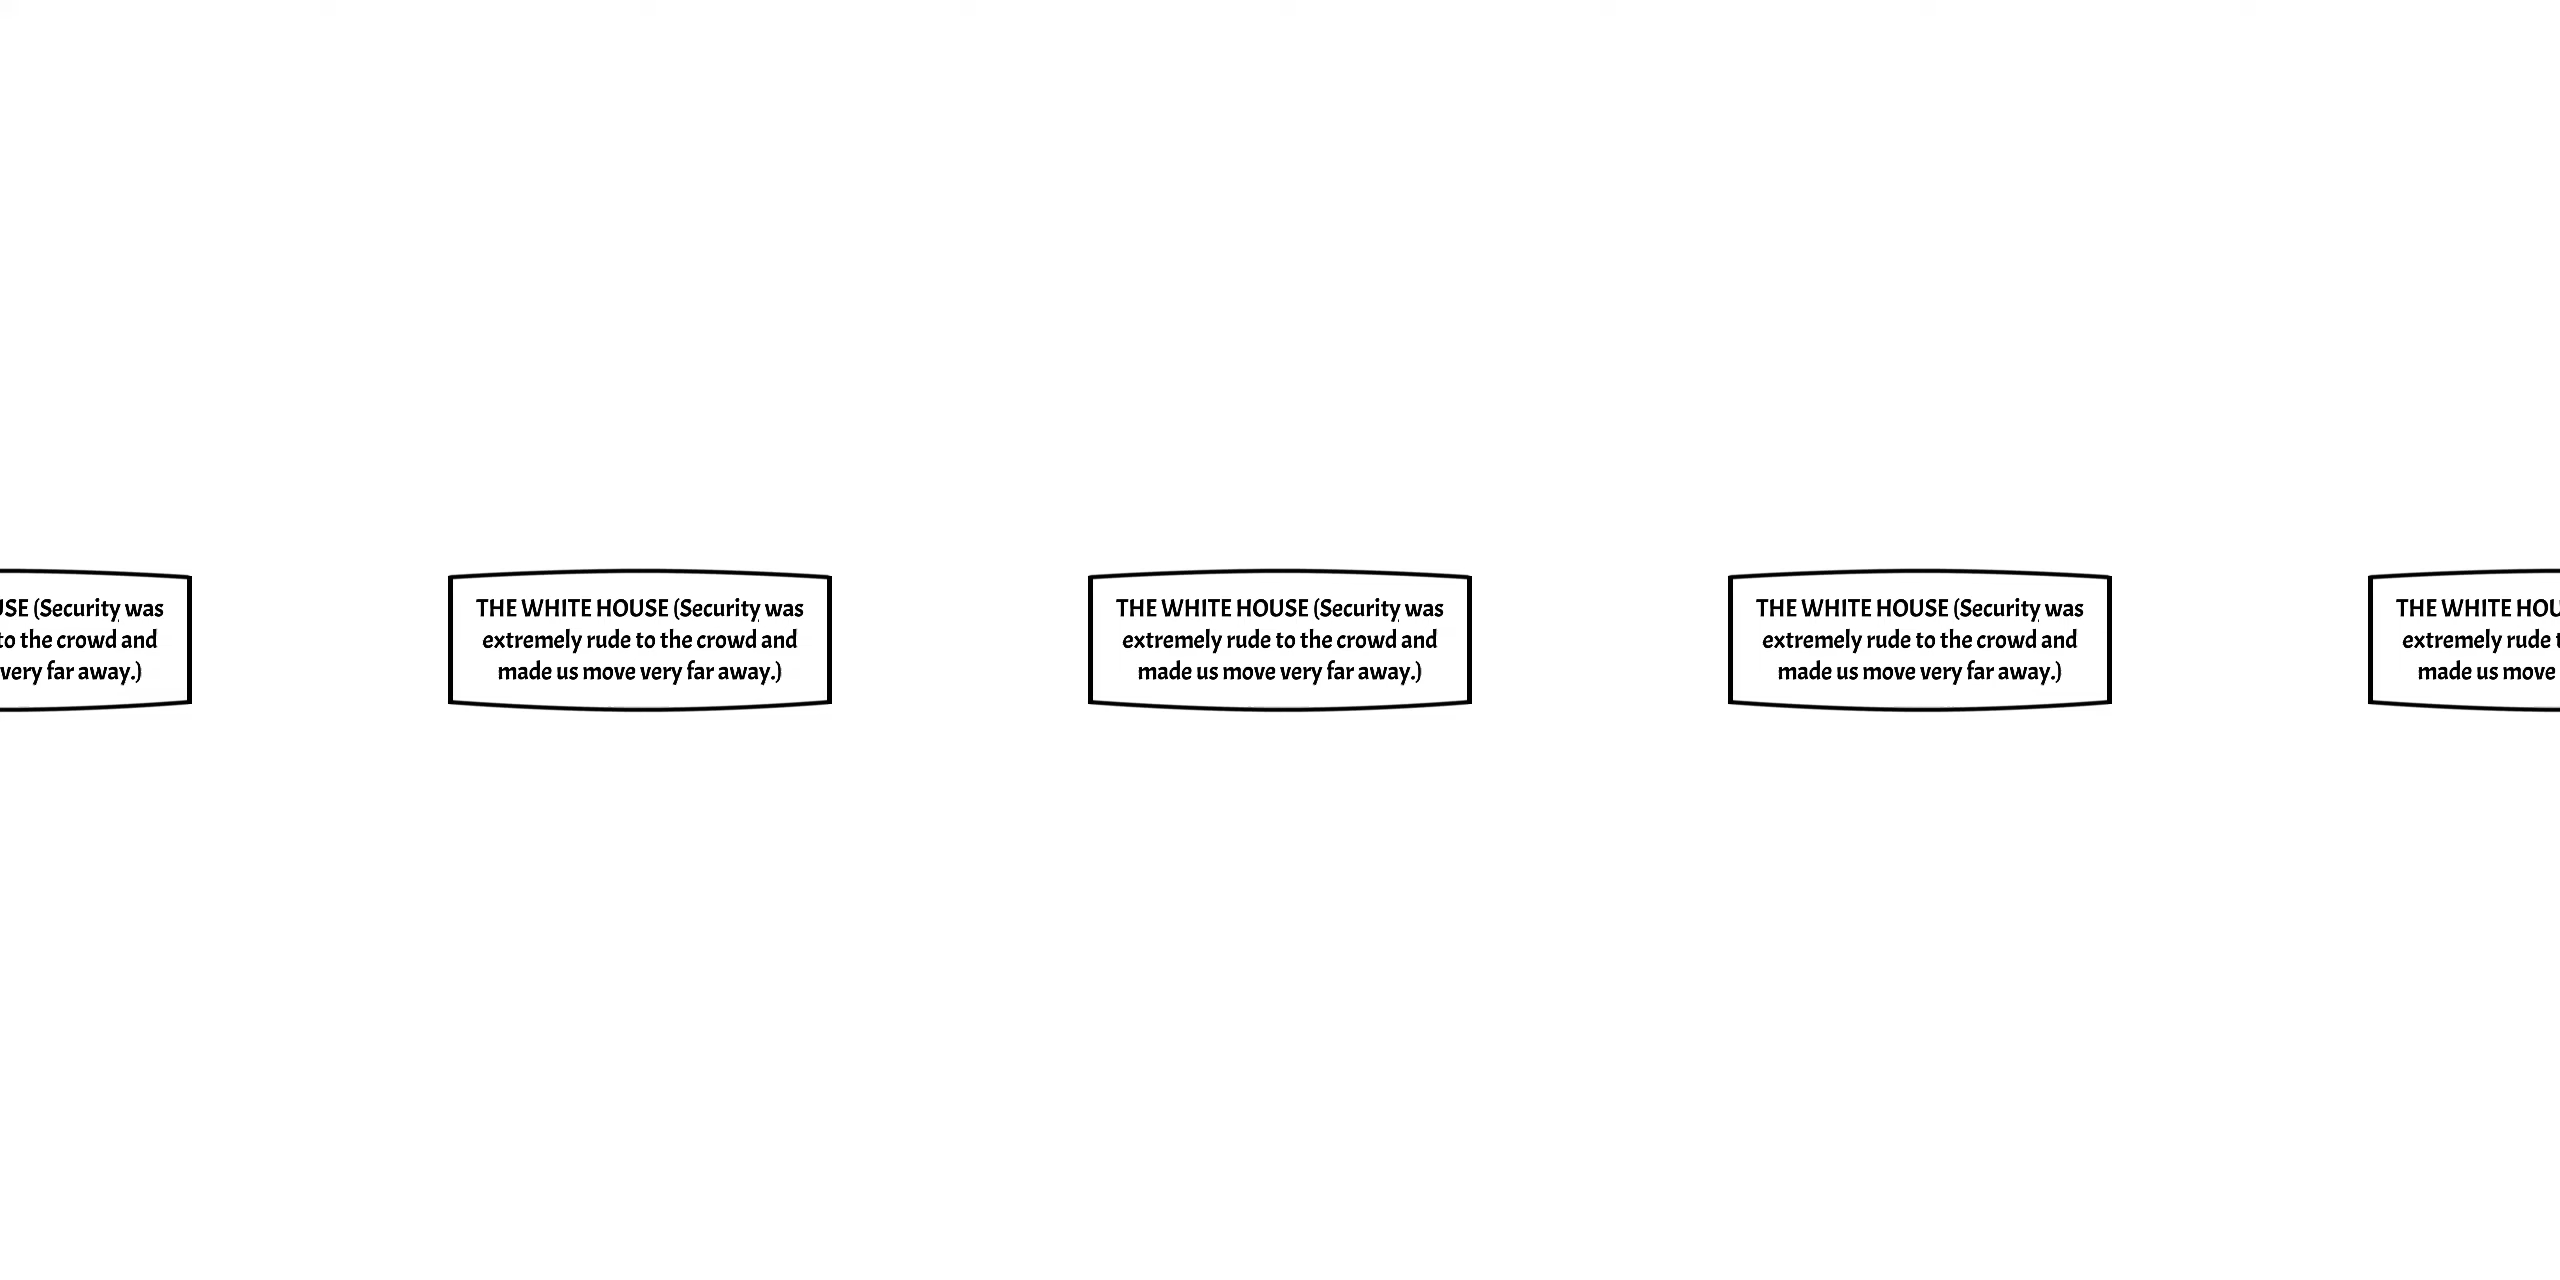 USE (Security was
to the crowd and
very far away.)
THE WHITE HOUSE (Security was
extremely rude to the crowd and
made us move very far away.)
THE WHITE HOUSE (Security was
extremely rude to the crowd and
made us move very far away.)
THE WHITE HOUSE (Security was
extremely rude to the crowd and
made us move very far away.)
THE WHITE HOU
extremely rude t
made us move